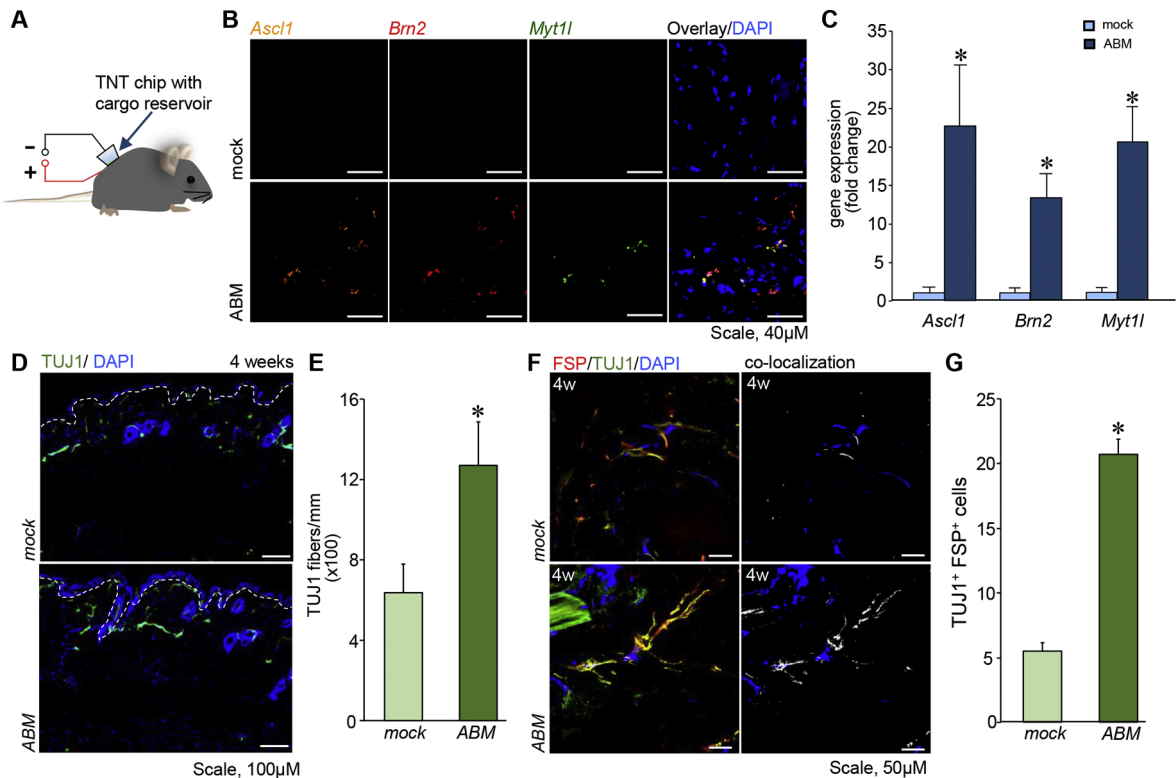 A
TNT chip with
cargo reservoir
–
+
B
Ascl1 Brn2 Myt1l Overlay/DAPI
mock
ABM
Scale, 40µM
C
mock
ABM
gene expression
(fold change)
35
30
25
20
15
10
5
0
* * *
Ascl1 Brn2 Myt1l
D
TUJ1/ DAPI 4 weeks
mock
ABM
Scale, 100µM
E
TUJ1 fibers/mm
(x100)
16
12
8
4
0
*
mock ABM
F
FSP/TUJ1/DAPI co-localization
4w
mock
4w 4w
ABM
Scale, 50µM
G
TUJ1+ FSP+ cells
25
20
15
10
5
0
*
mock ABM